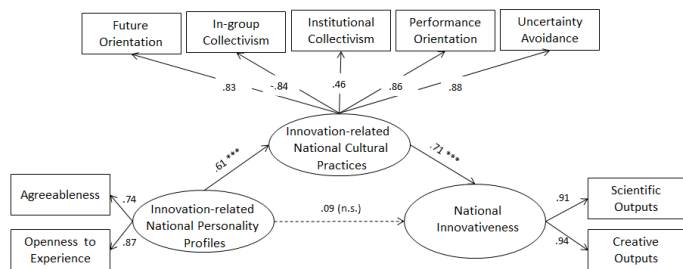 Future
Orientation
In-group
Collectivism
Institutional
Collectivism
Performance
Orientation
Uncertainty
Avoidance
.83
-.84
.46
.86
.88
Innovation-related
National Cultural
Practices
.61 ***
.71 ***
Agreeableness
.74
Openness to
Experience
.87
Innovation-related
National Personality
Profiles
.09 (n.s.)
National
Innovativeness
.91
Scientific
Outputs
.94
Creative
Outputs